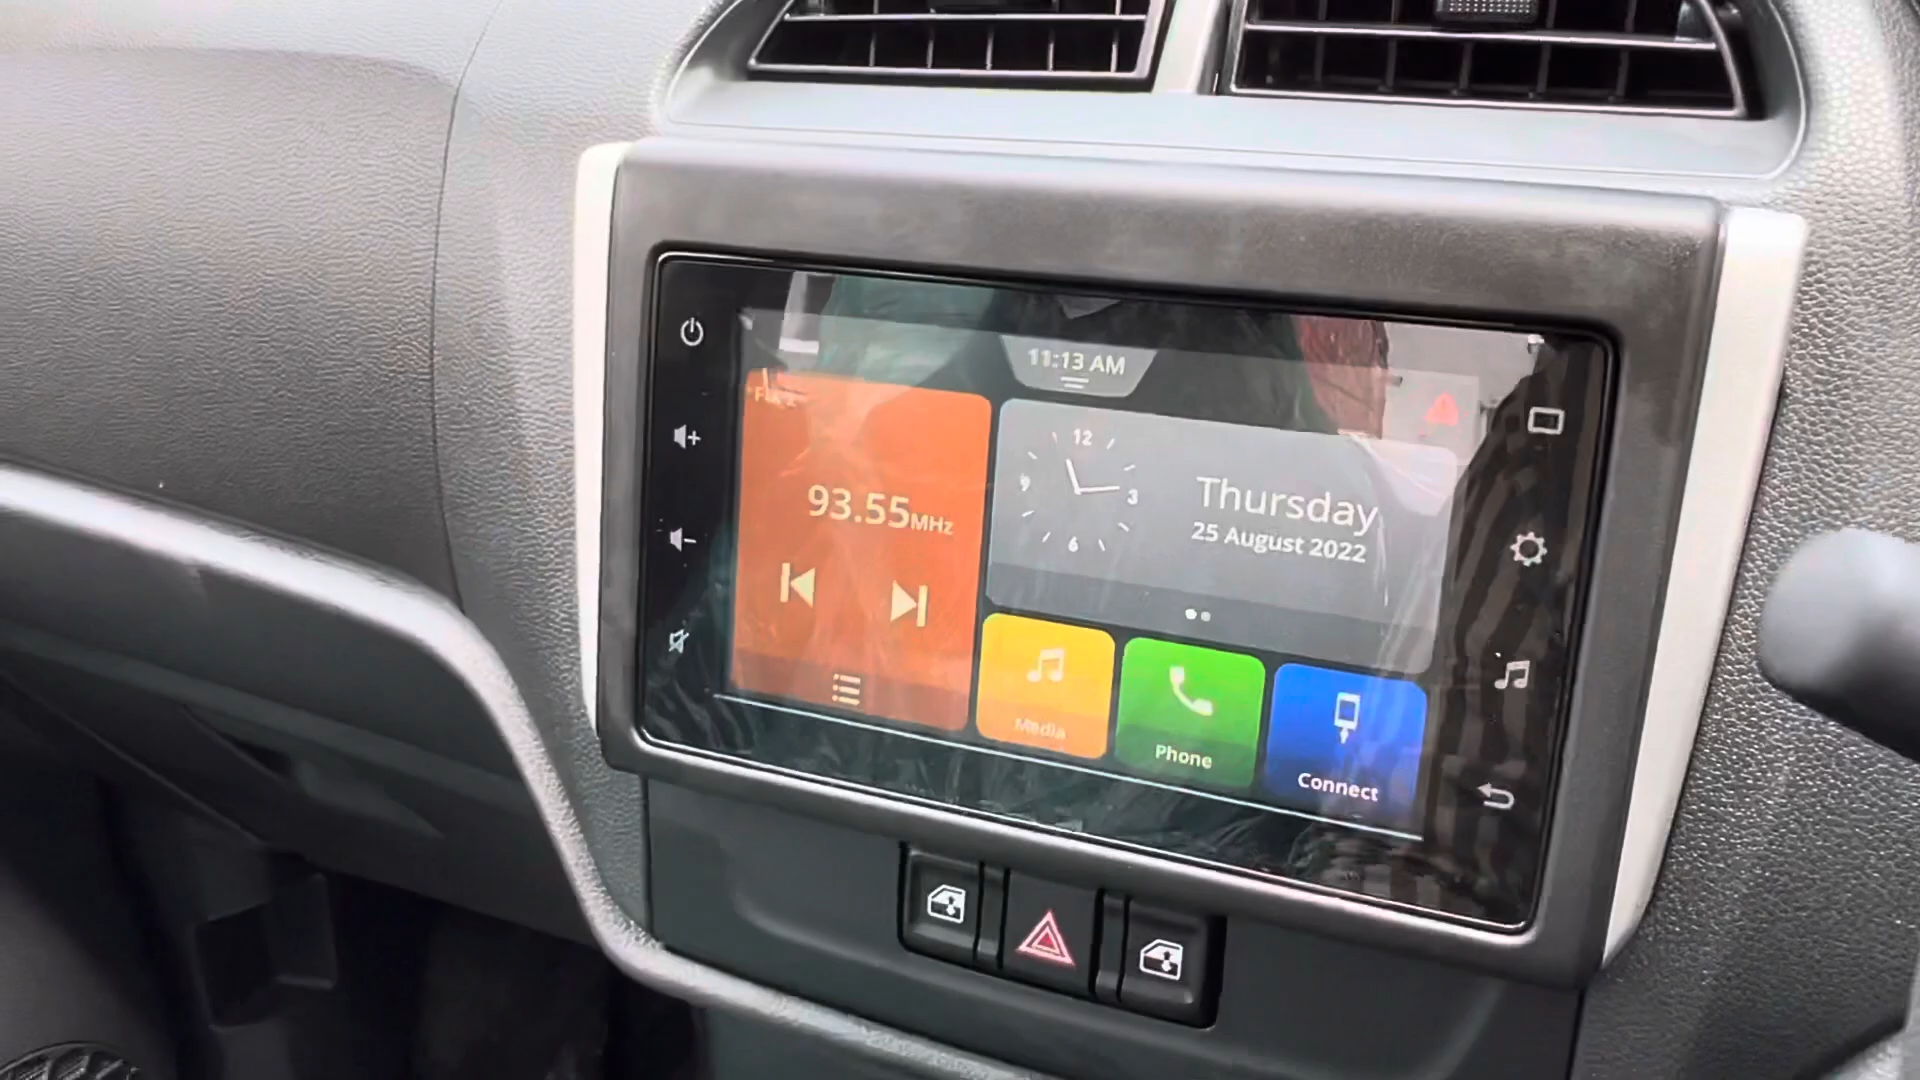 11:13 AM
93.55MHz
12
9
3
6
Thursday
25 August 2022
Media
Phone
Connect